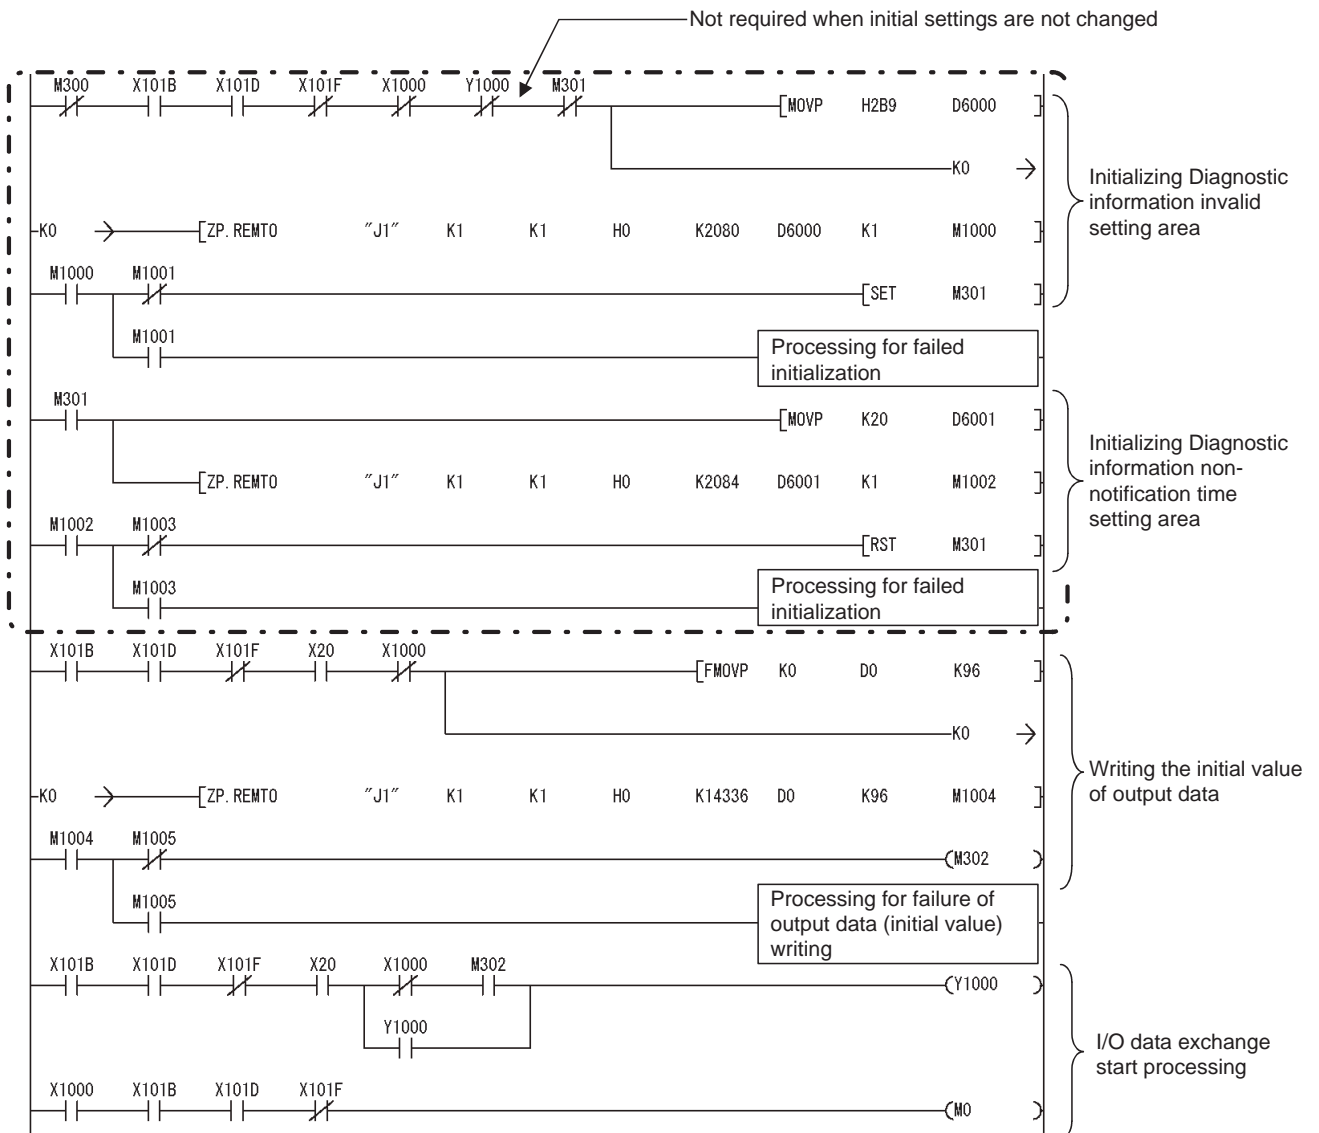 Not required when initial settings are not changed
M300 X101B X101D X101F X1000 Y1000 M301
[MOVP H2B9 D6000 ]
K0
Initializing Diagnostic
information invalid
setting area
K0 [ZP.REMTO "J1" K1 K1 H0 K2080 D6000 K1 M1000 ]
M1000 M1001
[SET M301 ]
M1001
Processing for failed
initialization
M301
[MOVP K20 D6001 ]
Initializing Diagnostic
information non-
notification time
setting area
[ZP.REMTO "J1" K1 K1 H0 K2084 D6001 K1 M1002 ]
M1002 M1003
[RST M301 ]
M1003
Processing for failed
initialization
X101B X101D X101F X20 X1000
[FMOVP K0 D0 K96 ]
K0
Writing the initial value
of output data
K0 [ZP.REMTO "J1" K1 K1 H0 K14336 D0 K96 M1004 ]
M1004 M1005
(M302 )
M1005
Processing for failure of
output data (initial value)
writing
X101B X101D X101F X20 X1000 M302
(Y1000 )
Y1000
I/O data exchange
start processing
X1000 X101B X101D X101F
(M0 )